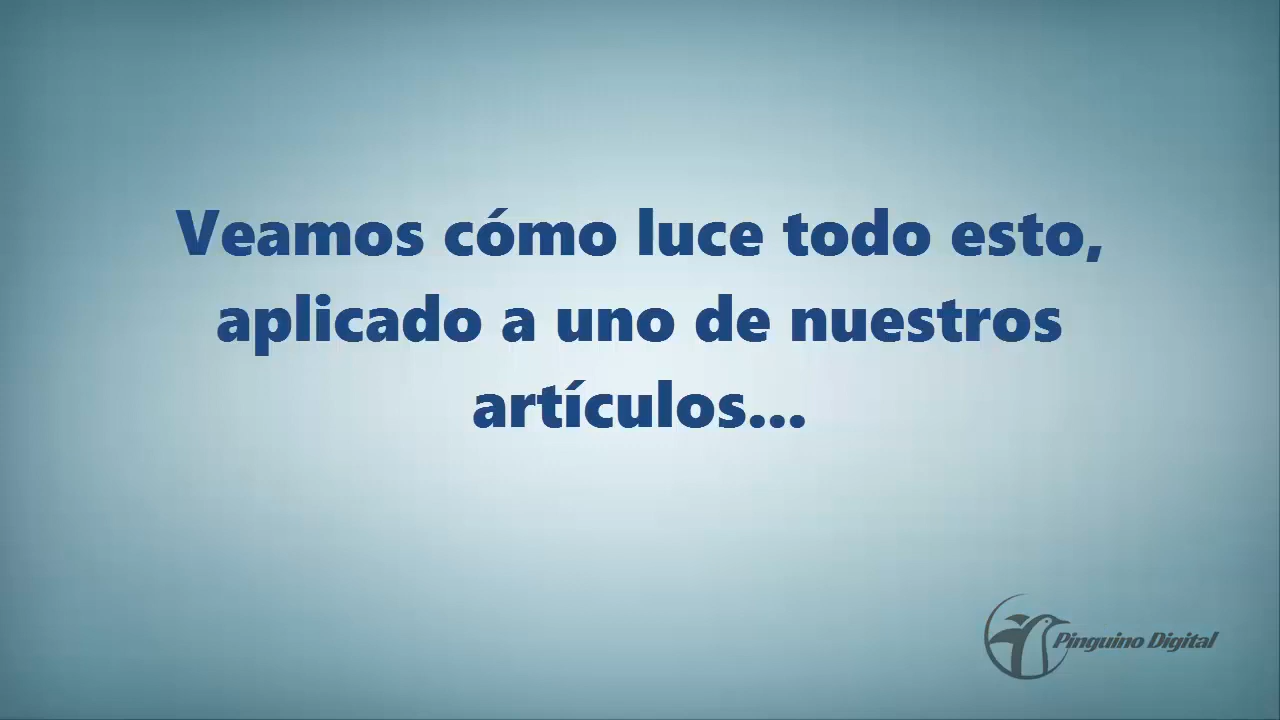 Veamos cómo luce todo esto,
aplicado a uno de nuestros
artículos...
Pinguino Digital